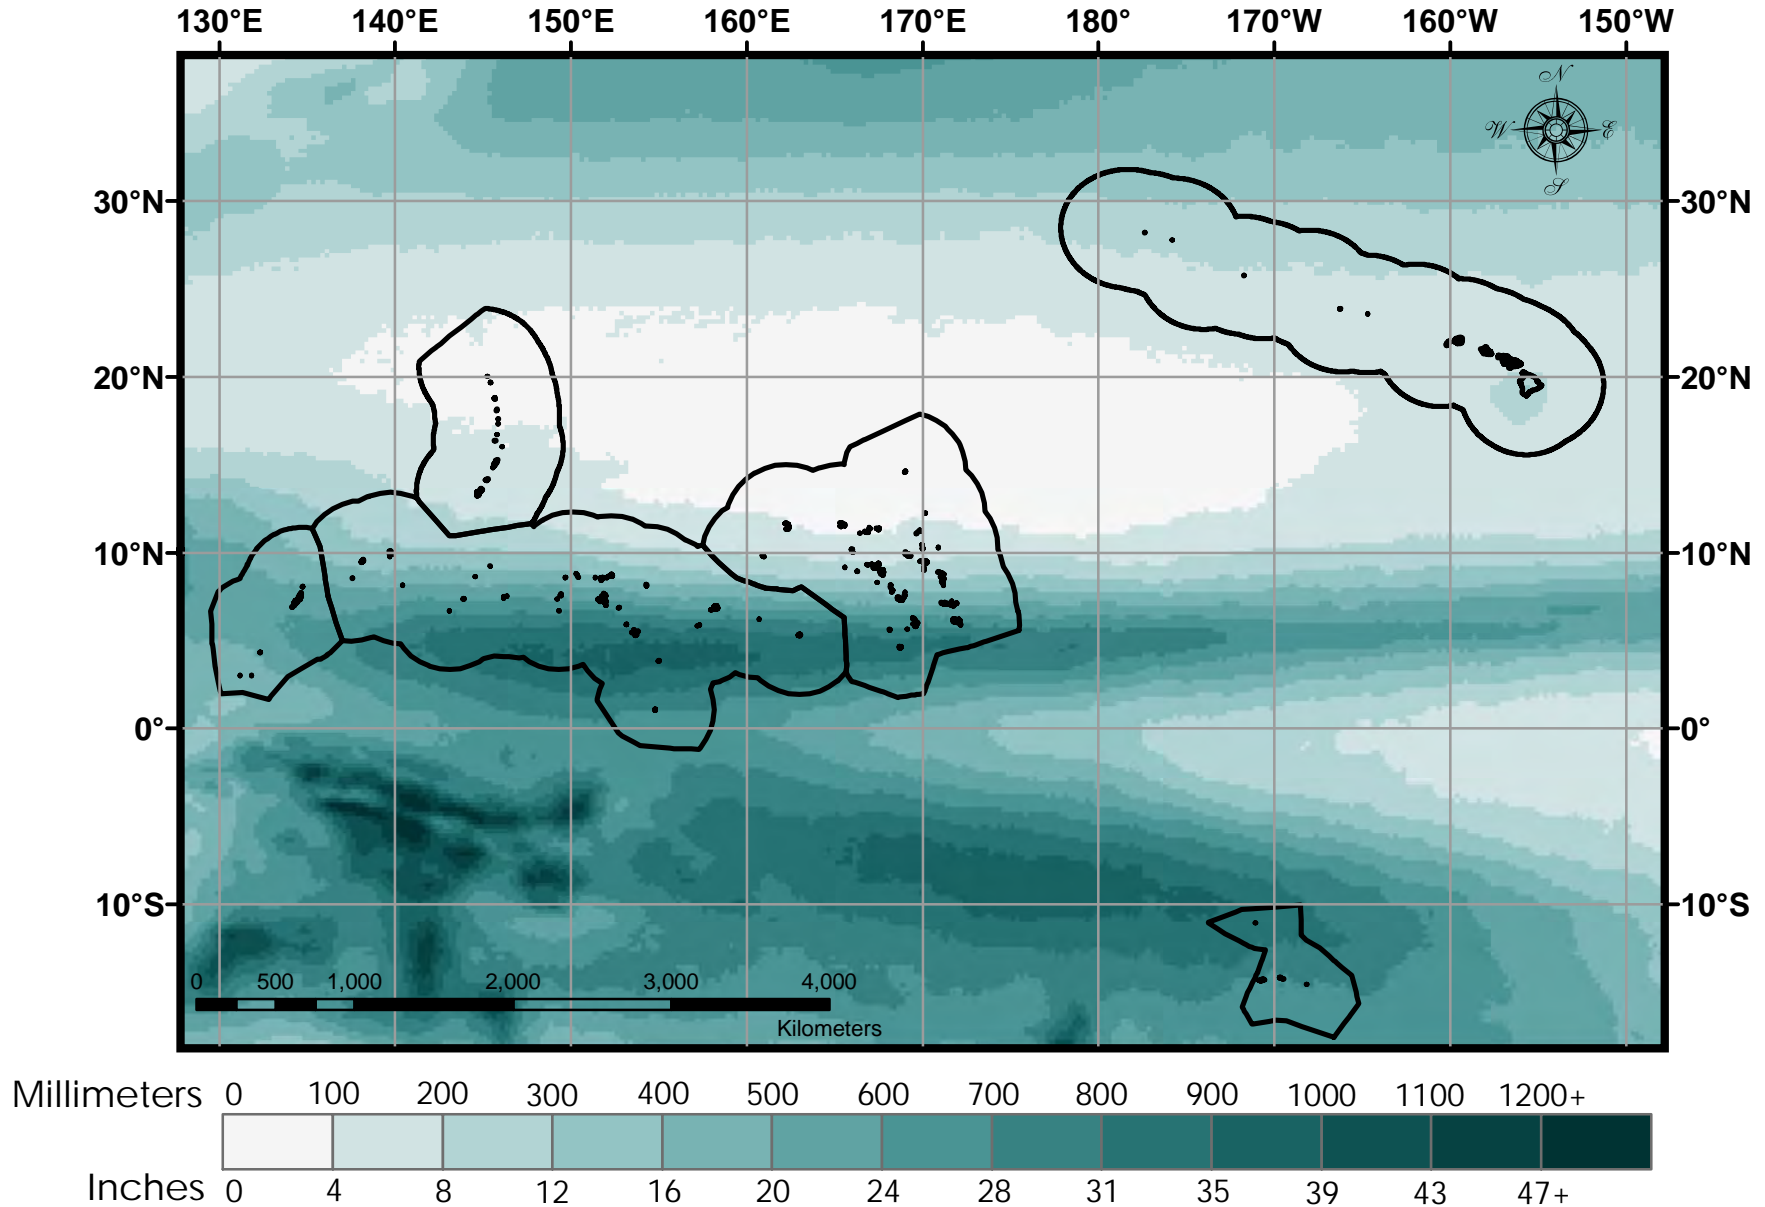 130°E 140°E 150°E 160°E 170°E 180° 170°W 160°W 150°W
N
W E
S
30°N 30°N
20°N 20°N
10°N 10°N
0° 0°
10°S 10°S
0 500 1,000 2,000 3,000 4,000
Kilometers
Millimeters 0 100 200 300 400 500 600 700 800 900 1000 1100 1200+
Inches 0 4 8 12 16 20 24 28 31 35 39 43 47+